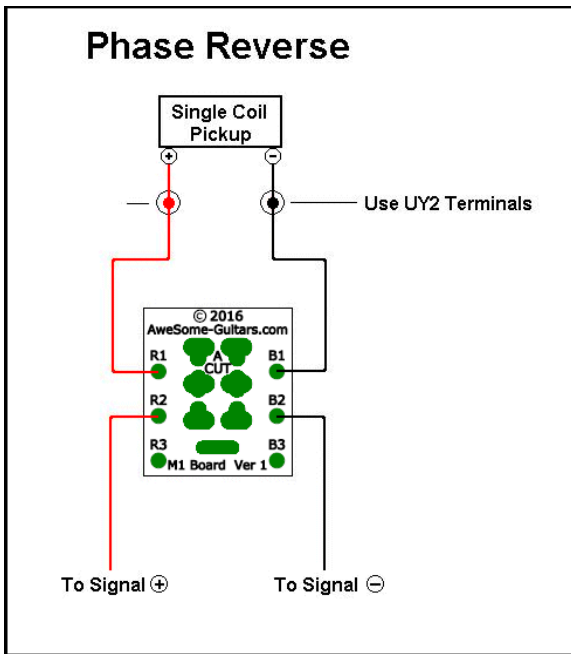 Phase Reverse
Single Coil
Pickup
+ −
Use UY2 Terminals
© 2016
AweSome-Guitars.com
R1 A B1
CUT
R2 B2
R3 B3
M1 Board Ver 1
To Signal ⊕ To Signal ⊖